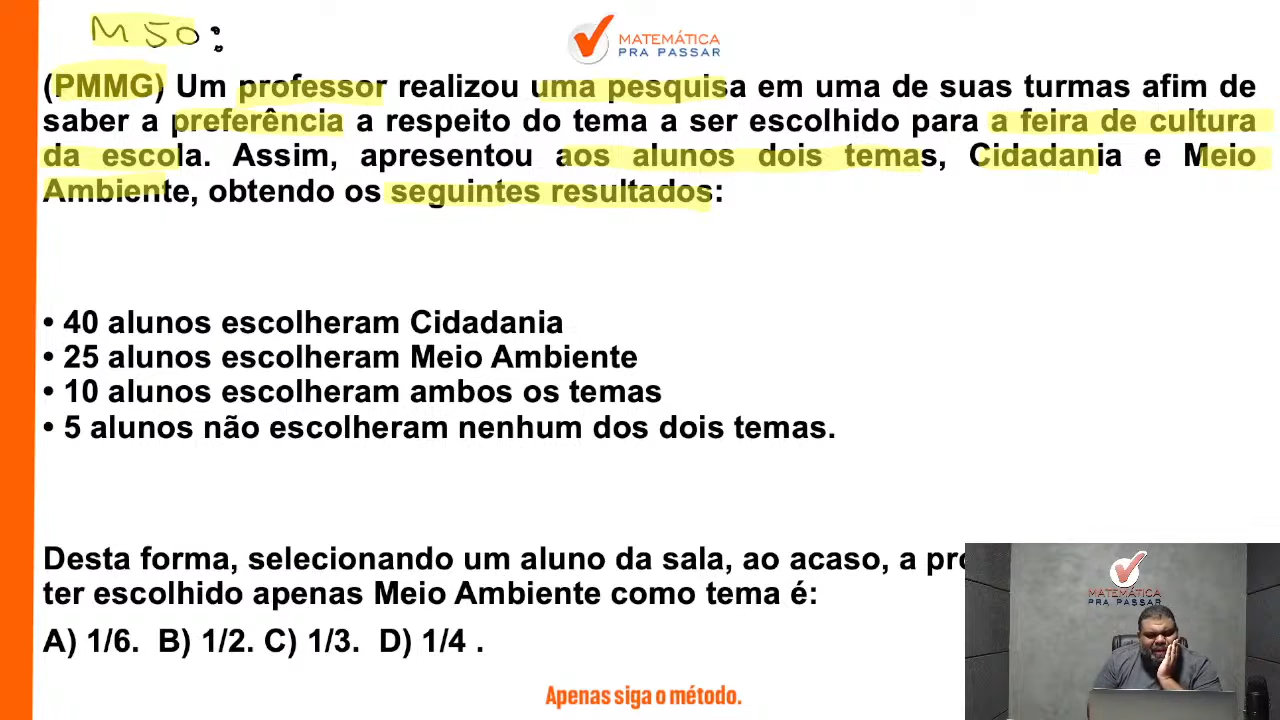 M50:
MATEMÁTICA
PRA PASSAR
(PMMG) Um professor realizou uma pesquisa em uma de suas turmas afim de
saber a preferência a respeito do tema a ser escolhido para a feira de cultura
da escola. Assim, apresentou aos alunos dois temas, Cidadania e Meio
Ambiente, obtendo os seguintes resultados:
• 40 alunos escolheram Cidadania
• 25 alunos escolheram Meio Ambiente
• 10 alunos escolheram ambos os temas
• 5 alunos não escolheram nenhum dos dois temas.
Desta forma, selecionando um aluno da sala, ao acaso, a
ter escolhido apenas Meio Ambiente como tema é:
A) 1/6. B) 1/2. C) 1/3. D) 1/4 .
MATEMÁTICA
PRA PASSAR
Apenas siga o método.